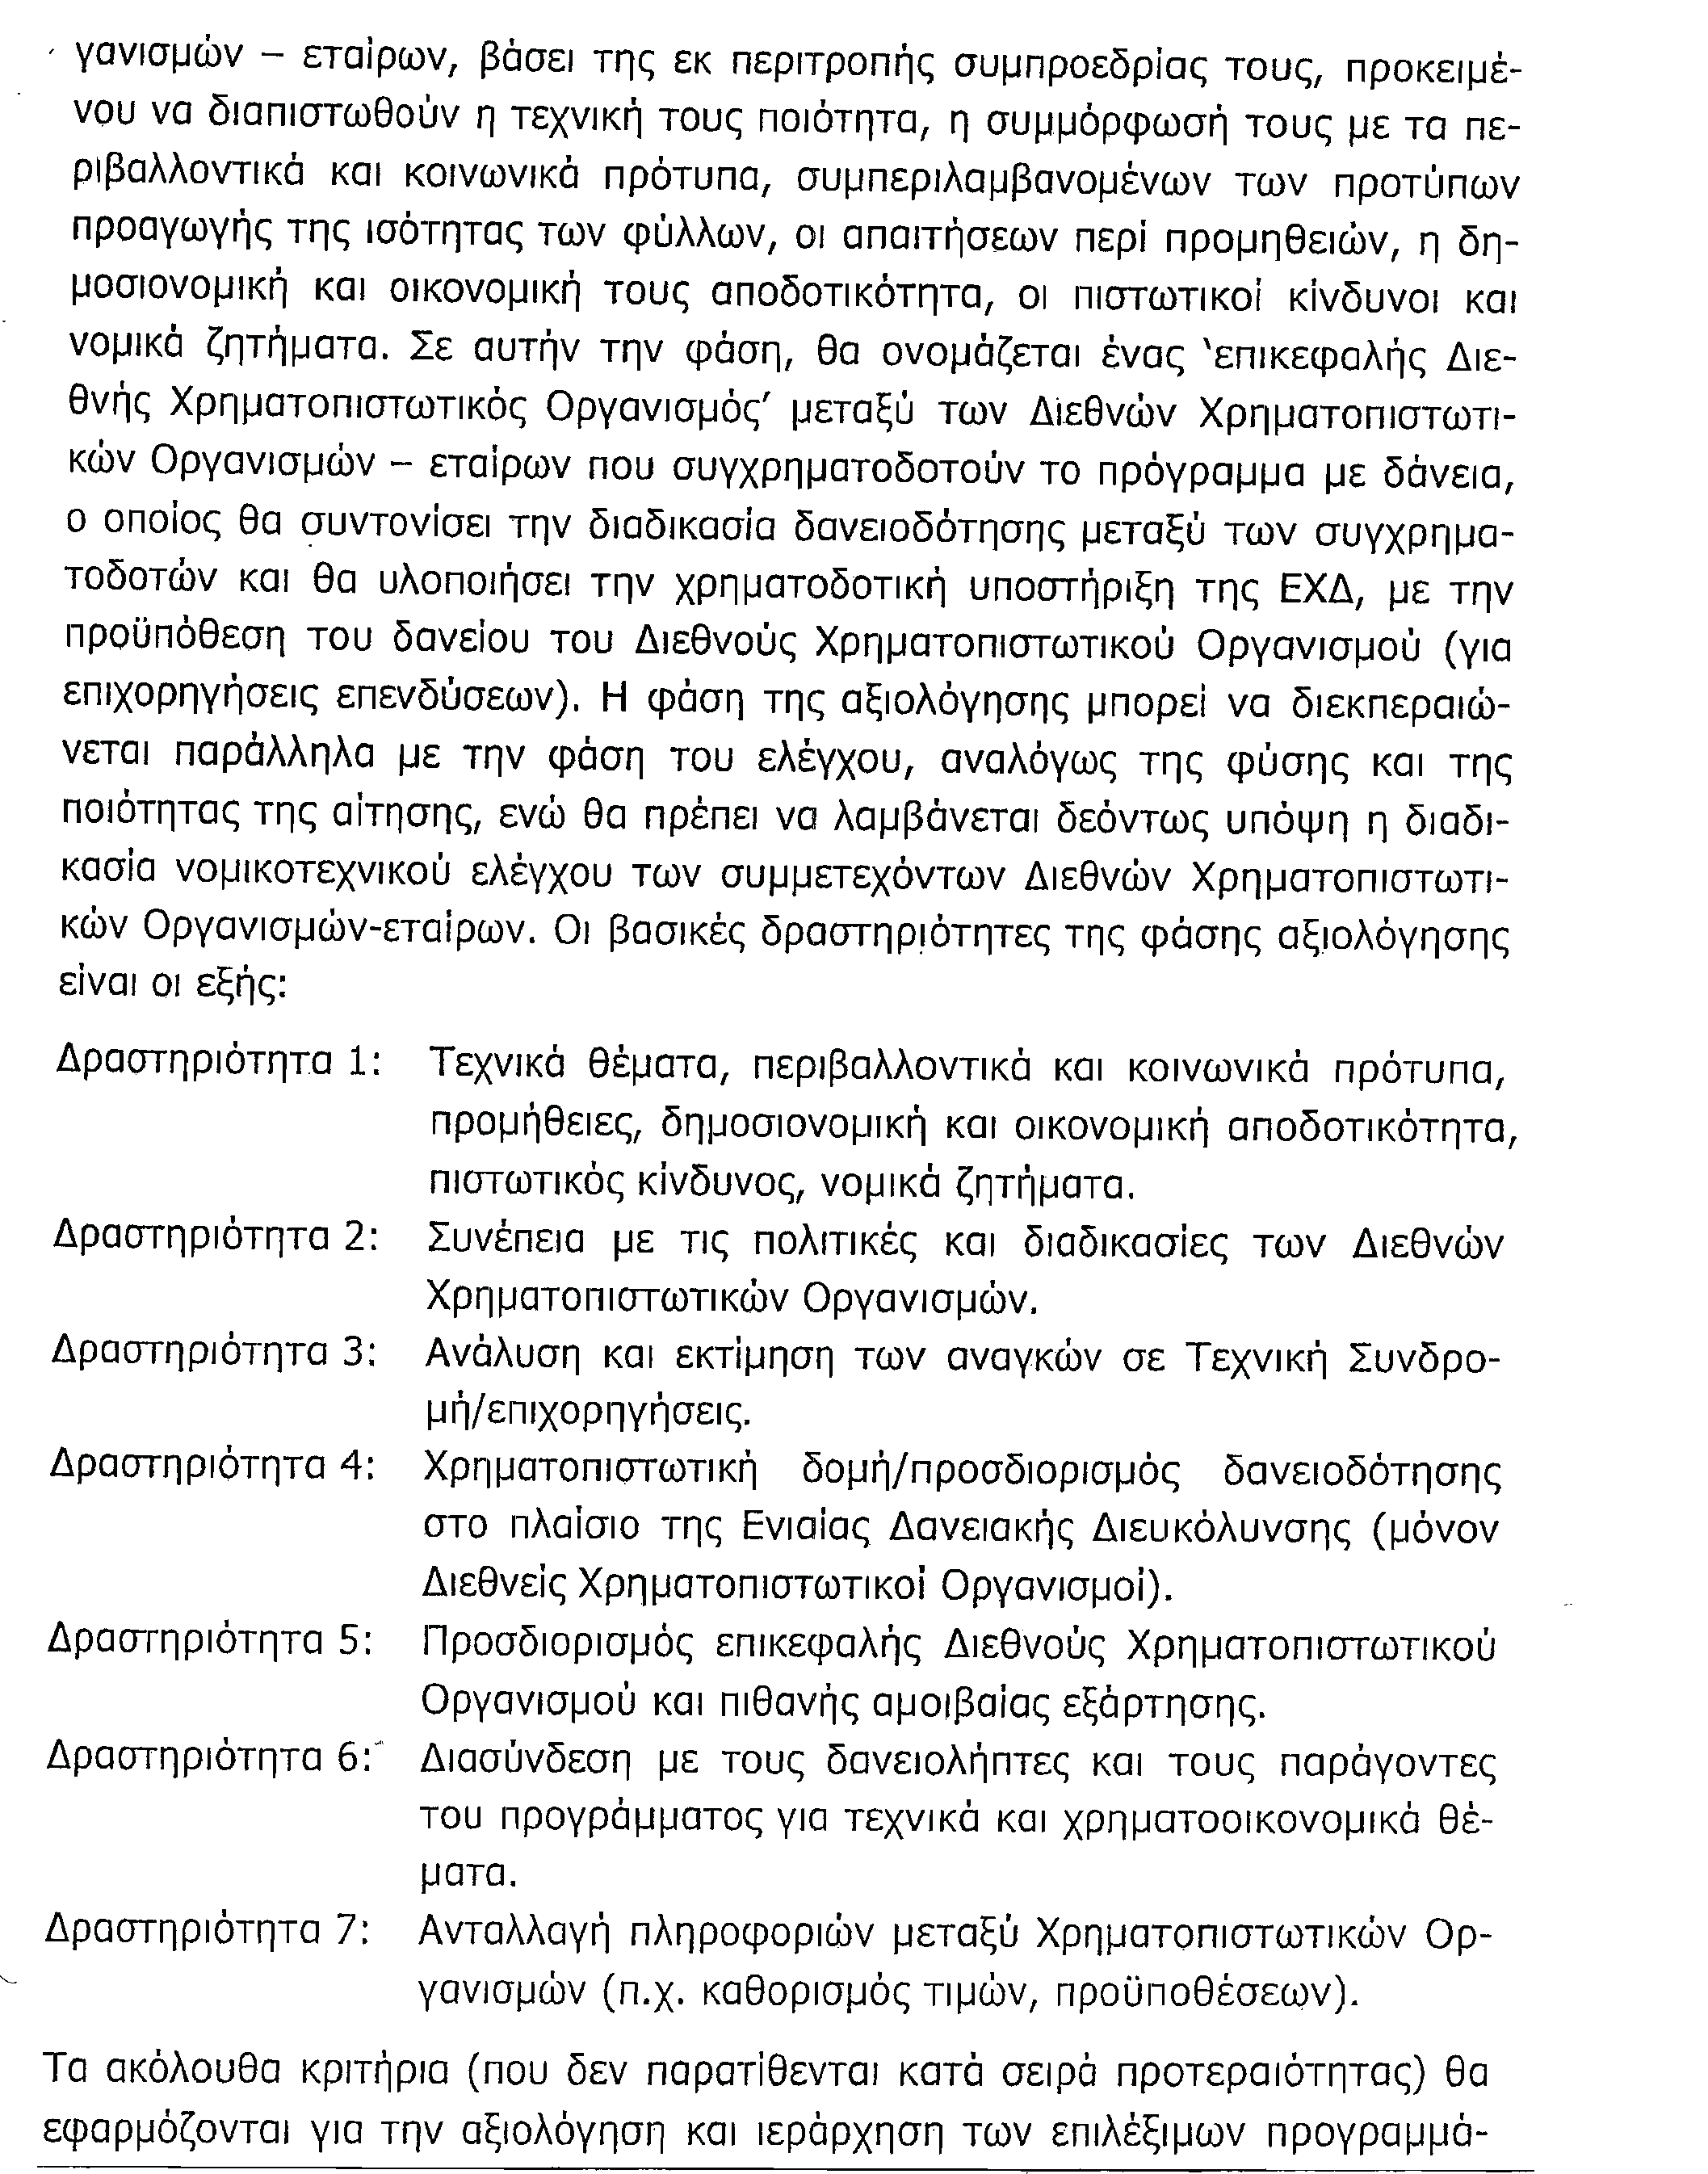 γανισμών – εταίρων, βάσει της εκ περιτροπής συμπροεδρίας τους, προκειμέ-
νου να διαπιστωθούν η τεχνική τους ποιότητα, η συμμόρφωσή τους με τα πε-
ριβαλλοντικά και κοινωνικά πρότυπα, συμπεριλαμβανομένων των προτύπων
προαγωγής της ισότητας των φύλλων, οι απαιτήσεων περί προμηθειών, η δη-
μοσιονομική και οικονομική τους αποδοτικότητα, οι πιστωτικοί κίνδυνοι και
νομικά ζητήματα. Σε αυτήν την φάση, θα ονομάζεται ένας 'επικεφαλής Διε-
θνής Χρηματοπιστωτικός Οργανισμός' μεταξύ των Διεθνών Χρηματοπιστωτι-
κών Οργανισμών – εταίρων που συγχρηματοδοτούν το πρόγραμμα με δάνεια,
ο οποίος θα συντονίσει την διαδικασία δανειοδότησης μεταξύ των συγχρημα-
τοδοτών και θα υλοποιήσει την χρηματοδοτική υποστήριξη της ΕΧΔ, με την
προϋπόθεση του δανείου του Διεθνούς Χρηματοπιστωτικού Οργανισμού (για
επιχορηγήσεις επενδύσεων). Η φάση της αξιολόγησης μπορεί να διεκπεραιώ-
νεται παράλληλα με την φάση του ελέγχου, αναλόγως της φύσης και της
ποιότητας της αίτησης, ενώ θα πρέπει να λαμβάνεται δεόντως υπόψη η διαδι-
κασία νομικοτεχνικού ελέγχου των συμμετεχόντων Διεθνών Χρηματοπιστωτι-
κών Οργανισμών-εταίρων. Οι βασικές δραστηριότητες της φάσης αξιολόγησης
είναι οι εξής:
Δραστηριότητα 1: Τεχνικά θέματα, περιβαλλοντικά και κοινωνικά πρότυπα,
προμήθειες, δημοσιονομική και οικονομική αποδοτικότητα,
πιστωτικός κίνδυνος, νομικά ζητήματα.
Δραστηριότητα 2: Συνέπεια με τις πολιτικές και διαδικασίες των Διεθνών
Χρηματοπιστωτικών Οργανισμών.
Δραστηριότητα 3: Ανάλυση και εκτίμηση των αναγκών σε Τεχνική Συνδρο-
μή/επιχορηγήσεις.
Δραστηριότητα 4: Χρηματοπιστωτική δομή/προσδιορισμός δανειοδότησης
στο πλαίσιο της Ενιαίας Δανειακής Διευκόλυνσης (μόνον
Διεθνείς Χρηματοπιστωτικοί Οργανισμοί).
Δραστηριότητα 5: Προσδιορισμός επικεφαλής Διεθνούς Χρηματοπιστωτικού
Οργανισμού και πιθανής αμοιβαίας εξάρτησης.
Δραστηριότητα 6: Διασύνδεση με τους δανειολήπτες και τους παράγοντες
του προγράμματος για τεχνικά και χρηματοοικονομικά θέ-
ματα.
Δραστηριότητα 7: Ανταλλαγή πληροφοριών μεταξύ Χρηματοπιστωτικών Ορ-
γανισμών (π.χ. καθορισμός τιμών, προϋποθέσεων).
Τα ακόλουθα κριτήρια (που δεν παρατίθενται κατά σειρά προτεραιότητας) θα
εφαρμόζονται για την αξιολόγηση και ιεράρχηση των επιλέξιμων προγραμμά-